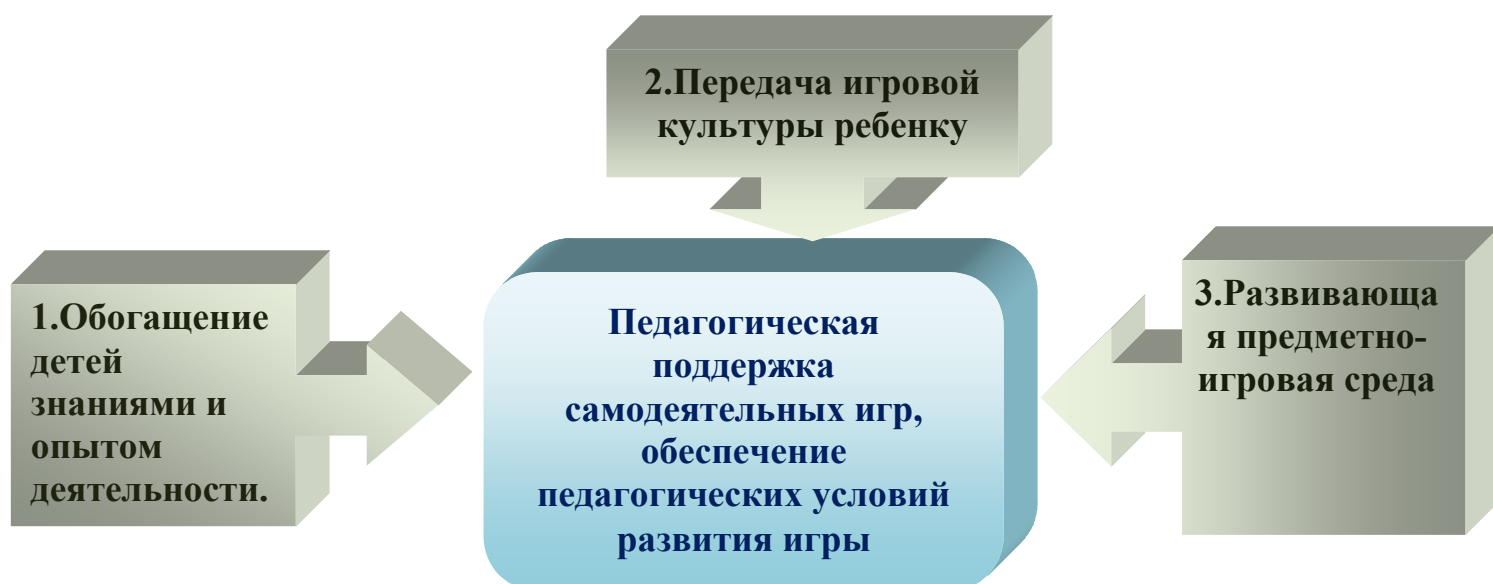 2.Передача игровой
культуры ребенку
1.Обогащение
детей
знаниями и
опытом
деятельности.
Педагогическая
поддержка
самодеятельных игр,
обеспечение
педагогических условий
развития игры
3.Развивающа
я предметно-
игровая среда